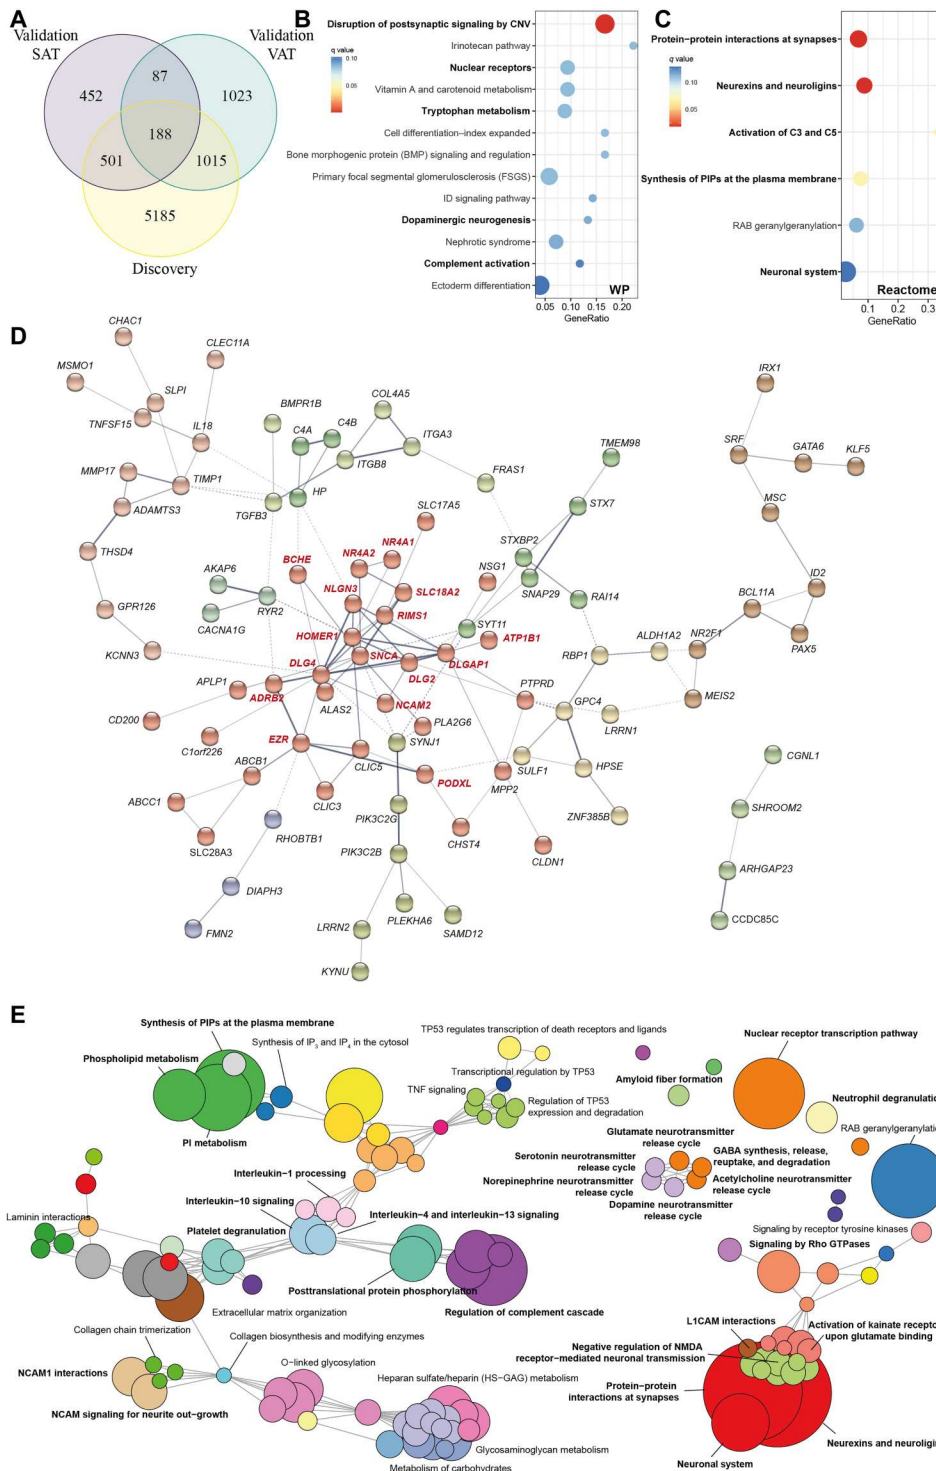 A
Validation
SAT
Validation
VAT
452
87
1023
188
501
1015
5185
Discovery
B
Disruption of postsynaptic signaling by CNV
Irinotecan pathway
Nuclear receptors
Vitamin A and carotenoid metabolism
Tryptophan metabolism
Cell differentiation–index expanded
Bone morphogenic protein (BMP) signaling and regulation
Primary focal segmental glomerulosclerosis (FSGS)
ID signaling pathway
Dopaminergic neurogenesis
Nephrotic syndrome
Complement activation
Ectoderm differentiation
q value
0.10
0.05
WP
0.05 0.10 0.15 0.20
GeneRatio
C
Protein−protein interactions at synapses
Neurexins and neuroligins
Activation of C3 and C5
Synthesis of PIPs at the plasma membrane
RAB geranylgeranylation
Neuronal system
q value
0.10
0.05
Reactome
0.1 0.2 0.3
GeneRatio
D
CHAC1
CLEC11A
MSMO1
SLPI
TNFSF15
IL18
BMPR1B
COL4A5
C4A
C4B
ITGA3
ITGB8
MMP17
TIMP1
HP
ADAMTS3
TGFB3
FRAS1
TMEM98
IRX1
SRF
GATA6
KLF5
STX7
MSC
SLC17A5
THSD4
NR4A2
NR4A1
STXBP2
BCHE
NSG1
AKAP6
NLGN3
SLC18A2
SNAP29
ID2
RAI14
BCL11A
GPR126
CACNA1G
RYR2
RIMS1
SYT11
HOMER1
ATP1B1
ALDH1A2
NR2F1
PAX5
KCNN3
SNCA
RBP1
DLG4
DLGAP1
DLG2
APLP1
PTPRD
MEIS2
ADRB2
ALAS2
NCAM2
GPC4
CD200
PLA2G6
LRRN1
C1orf226
EZR
SYNJ1
ABCB1
CLIC5
SULF1
HPSE
CGNL1
PODXL
MPP2
ABCC1
CLIC3
ZNF385B
SHROOM2
RHOBTB1
PIK3C2G
SLC28A3
CHST4
PIK3C2B
CLDN1
ARHGAP23
DIAPH3
PLEKHA6
CCDC85C
FMN2
LRRN2
SAMD12
KYNU
E
Synthesis of PIPs at the plasma membrane
Synthesis of IP3 and IP4 in the cytosol
Phospholipid metabolism
PI metabolism
TP53 regulates transcription of death receptors and ligands
Transcriptional regulation by TP53
TNF signaling
Regulation of TP53
expression and degradation
Nuclear receptor transcription pathway
Amyloid fiber formation
Neutrophil degranulatio
RAB geranylgeranylatio
Glutamate neurotransmitter
release cycle
Serotonin neurotransmitter
release cycle
GABA synthesis, release,
reuptake, and degradation
Norepinephrine neurotransmitter
release cycle
Acetylcholine neurotransmitter
release cycle
Dopamine neurotransmitter
release cycle
Interleukin-1 processing
Interleukin-10 signaling
Interleukin-4 and interleukin-13 signaling
Laminin interactions
Platelet degranulation
Signaling by receptor tyrosine kinases
Signaling by Rho GTPases
Posttranslational protein phosphorylation
Regulation of complement cascade
Extracellular matrix organization
Collagen chain trimerization
Collagen biosynthesis and modifying enzymes
L1CAM interactions
Activation of kainate recepto
upon glutamate binding
Negative regulation of NMDA
receptor-mediated neuronal transmission
NCAM1 interactions
O−linked glycosylation
Heparan sulfate/heparin (HS−GAG) metabolism
Protein−protein
interactions at synapses
NCAM signaling for neurite out−growth
Glycosaminoglycan metabolism
Metabolism of carbohydrates
Neuronal system
Neurexins and neuroligin